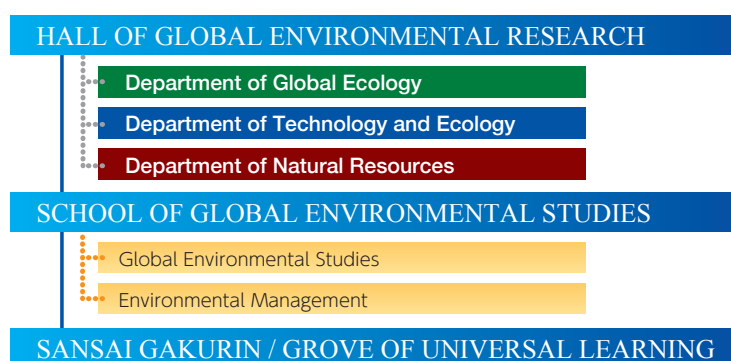 HALL OF GLOBAL ENVIRONMENTAL RESEARCH
Department of Global Ecology
Department of Technology and Ecology
Department of Natural Resources
SCHOOL OF GLOBAL ENVIRONMENTAL STUDIES
Global Environmental Studies
Environmental Management
SANSAI GAKURIN / GROVE OF UNIVERSAL LEARNING